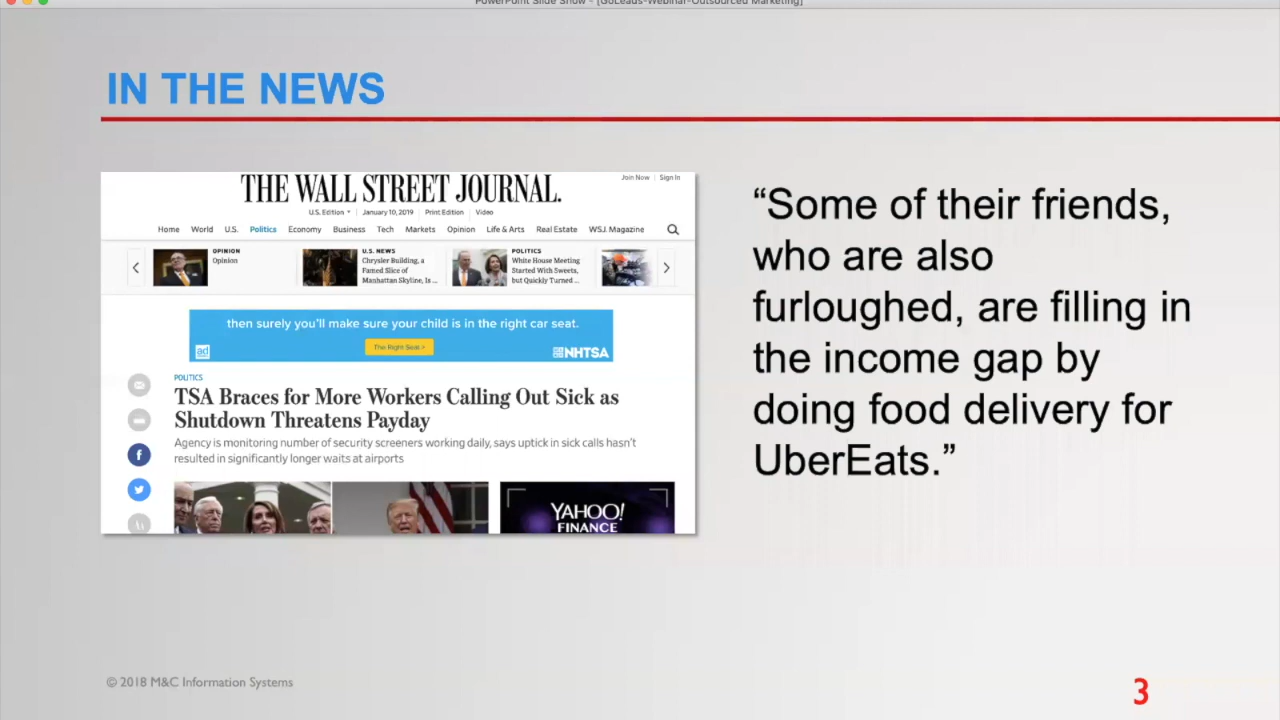 PowerPoint Slide Show - [GoLeads-Webinar-Outsourced Marketing]
IN THE NEWS
THE WALL STREET JOURNAL.
Join Now | Sign In
U.S. Edition | January 10, 2019 | Print Edition | Video
Home World U.S. Politics Economy Business Tech Markets Opinion Life & Arts Real Estate WSJ. Magazine
OPINION
Opinion
U.S. NEWS
Chrysler Building, a
Famed Slice of
Manhattan Skyline, Is ...
POLITICS
White House Meeting
Started With Sweets,
but Quickly Turned ...
then surely you'll make sure your child is in the right car seat.
ad
The Right Seat >
NHTSA
POLITICS
TSA Braces for More Workers Calling Out Sick as
Shutdown Threatens Payday
Agency is monitoring number of security screeners working daily, says uptick in sick calls hasn't
resulted in significantly longer waits at airports
f
YAHOO!
FINANCE
“Some of their friends,
who are also
furloughed, are filling in
the income gap by
doing food delivery for
UberEats.”
© 2018 M&C Information Systems
3